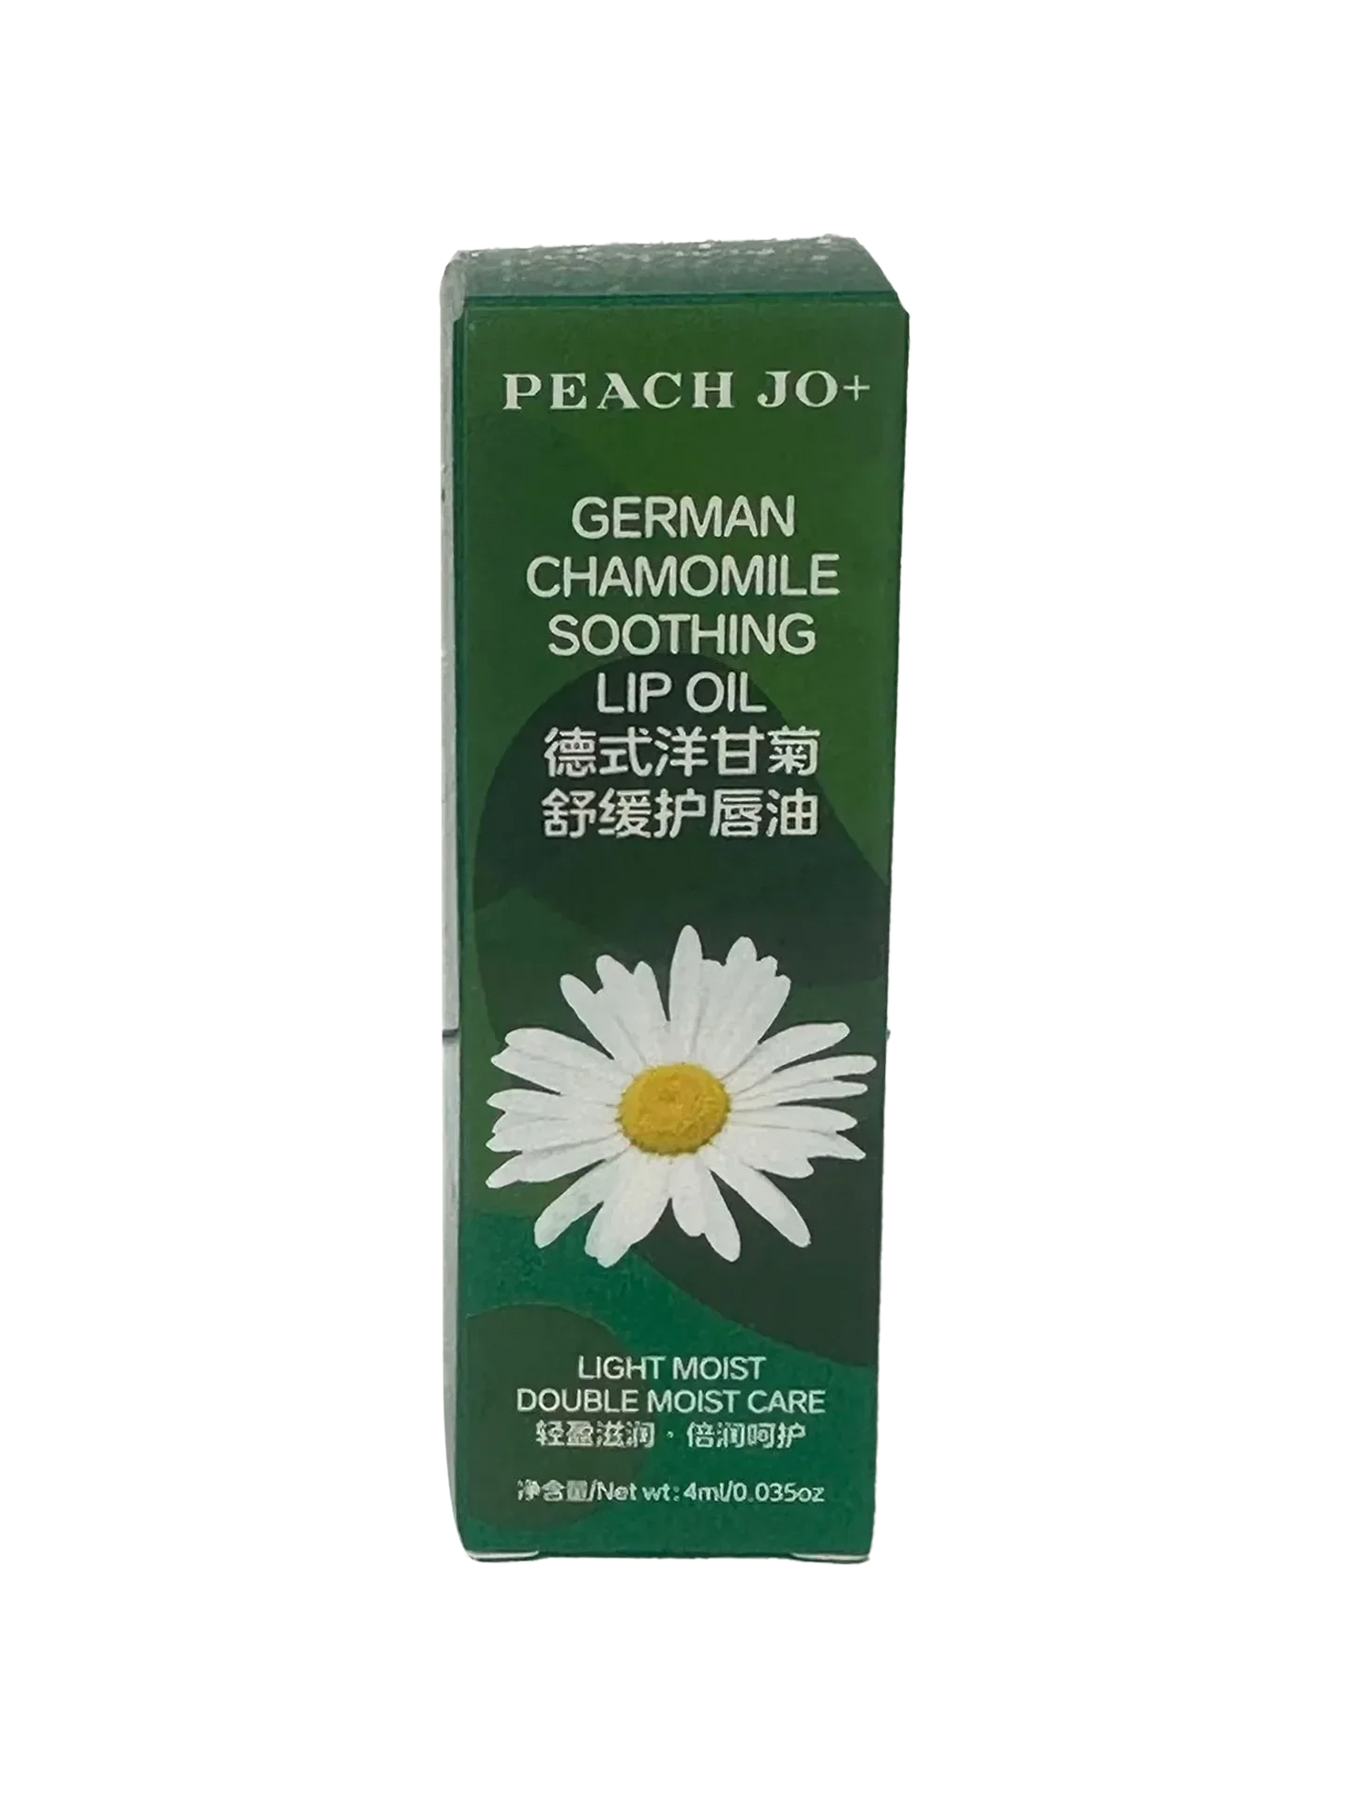 PEACH JO+
GERMAN
CHAMOMILE
SOOTHING
LIP OIL
德式洋甘菊
舒缓护唇油
LIGHT MOIST
DOUBLE MOIST CARE
轻盈滋润·倍润呵护
净含量/Net wt:4ml/0.035oz